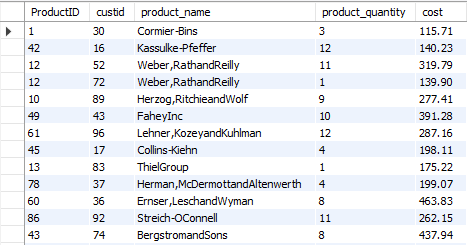 ProductID custid product_name product_quantity cost
1 30 Cormier-Bins 3 115.71
42 16 Kassulke-Pfeffer 12 140.23
12 52 Weber,RathandReilly 11 319.79
12 72 Weber,RathandReilly 1 139.90
10 89 Herzog,RitchieandWolf 9 277.41
49 43 FaheyInc 10 391.28
61 96 Lehner,KozeyandKuhlman 12 287.16
45 17 Collins-Kiehn 4 198.11
13 83 ThielGroup 1 175.22
78 37 Herman,McDermottandAltenwerth 4 199.07
60 36 Ernser,LeschandWyman 8 463.83
86 92 Streich-OConnell 11 262.15
43 74 BergstromandSons 8 437.94